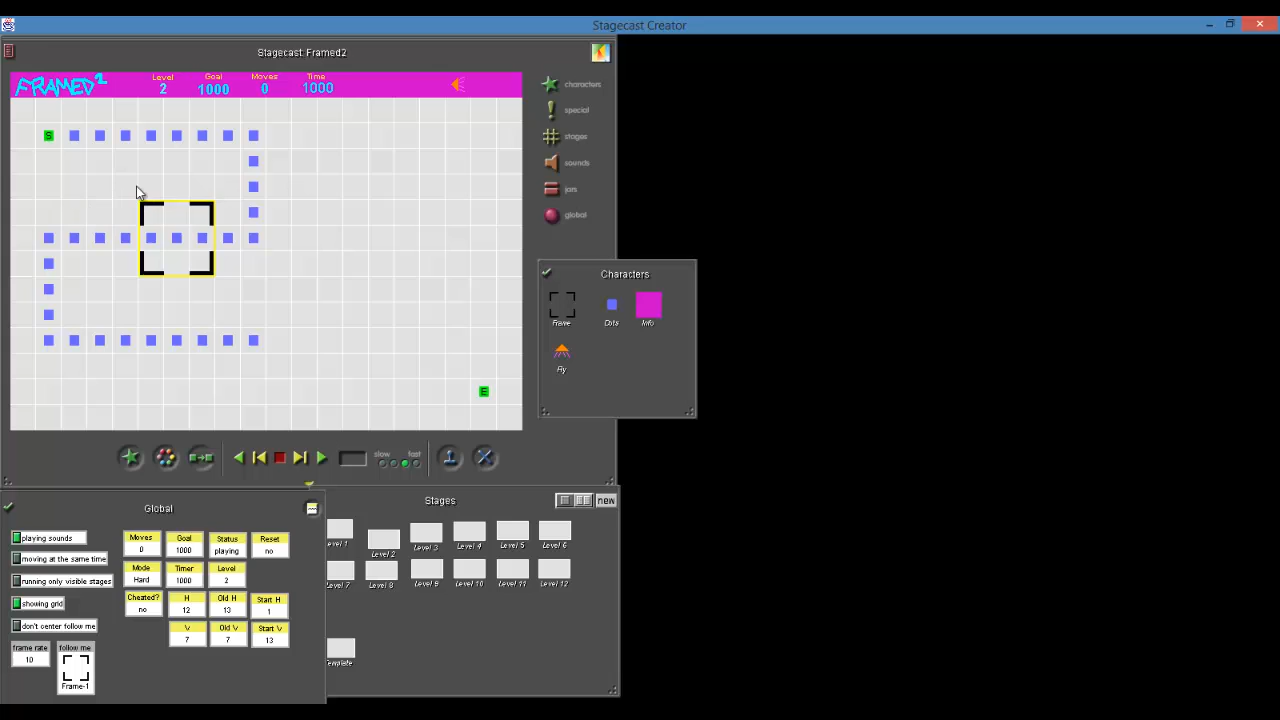 Stagecast Creator
Stagecast: Framed2
FRAMED2
Level
2
Goal
1000
Moves
0
Time
1000
characters
special
stages
sounds
jars
global
S
E
Characters
Frame
Dots
Info
Fly
slow fast
Global
playing sounds
moving at the same time
running only visible stages
showing grid
don't center follow me
frame rate
10
follow me
Frame-1
Moves
0
Goal
1000
Status
playing
Reset
no
Mode
Hard
Timer
1000
Level
2
Cheated?
no
H
12
Old H
13
Start H
1
V
7
Old V
7
Start V
13
Stages
new
evel 1
Level 2
Level 3
Level 4
Level 5
Level 6
evel 7
Level 8
Level 9
Level 10
Level 11
Level 12
emplate